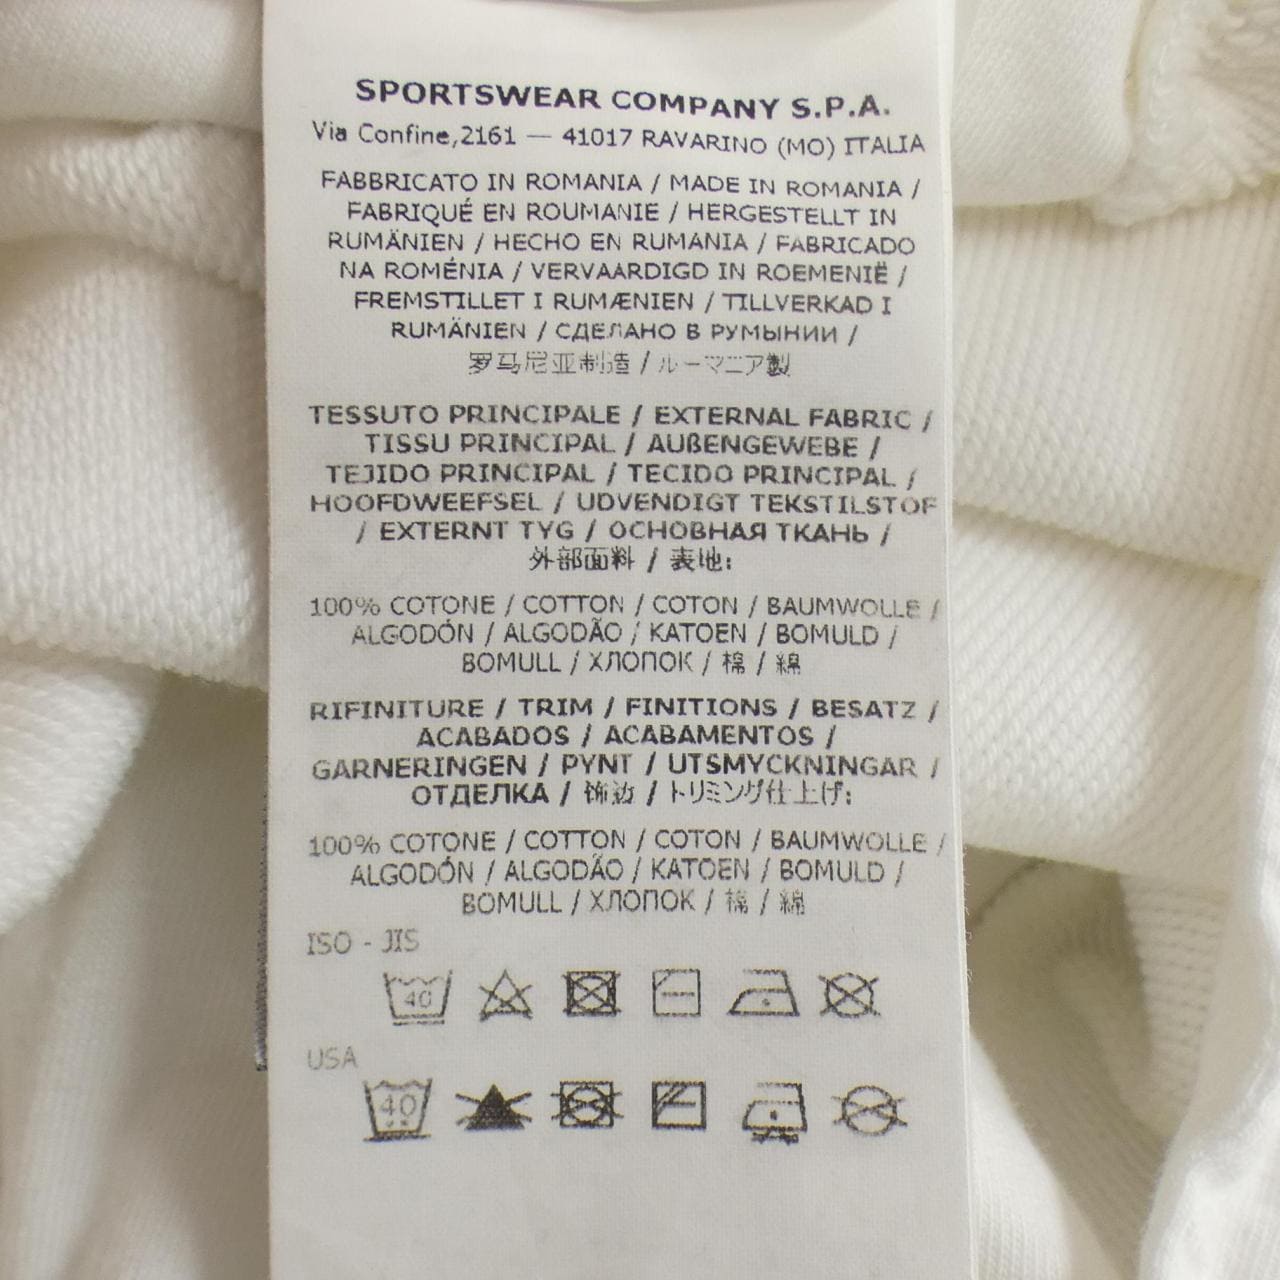 SPORTSWEAR COMPANY S.P.A.
Via Confine,2161 — 41017 RAVARINO (MO) ITALIA
FABBRICATO IN ROMANIA / MADE IN ROMANIA /
FABRIQUÉ EN ROUMANIE / HERGESTELLT IN
RUMÄNIEN / HECHO EN RUMANIA / FABRICADO
NA ROMÉNIA / VERVAARDIGD IN ROEMENIË /
FREMSTILLET I RUMÆNIEN / TILLVERKAD I
RUMÄNIEN / СДЕЛАНО В РУМЫНИИ /
罗马尼亚制造 / ルーマニア製
TESSUTO PRINCIPALE / EXTERNAL FABRIC /
TISSU PRINCIPAL / AUßENGEWEBE /
TEJIDO PRINCIPAL / TECIDO PRINCIPAL /
HOOFDWEEFSEL / UDVENDIGT TEKSTILSTOF
/ EXTERNT TYG / ОСНОВНАЯ ТКАНЬ /
外部面料 / 表地:
100% COTONE / COTTON / COTON / BAUMWOLLE /
ALGODÓN / ALGODÃO / KATOEN / BOMULD /
BOMULL / ХЛОПОК / 棉 / 綿
RIFINITURE / TRIM / FINITIONS / BESATZ /
ACABADOS / ACABAMENTOS /
GARNERINGEN / PYNT / UTSMYCKNINGAR /
ОТДЕЛКА / 饰边 / トリミング仕上げ:
100% COTONE / COTTON / COTON / BAUMWOLLE /
ALGODÓN / ALGODÃO / KATOEN / BOMULD /
BOMULL / ХЛОПОК / 棉 / 綿
ISO - JIS
40
USA
40